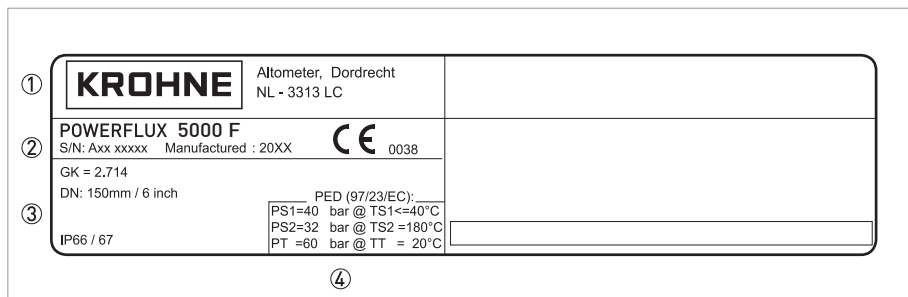 ①
KROHNE
Altometer, Dordrecht
NL - 3313 LC
②
POWERFLUX 5000 F
S/N: Axx xxxxx Manufactured : 20XX
CE 0038
③
GK = 2.714
DN: 150mm / 6 inch
IP66 / 67
PED (97/23/EC):
PS1=40 bar @ TS1<=40°C
PS2=32 bar @ TS2 =180°C
PT =60 bar @ TT = 20°C
④